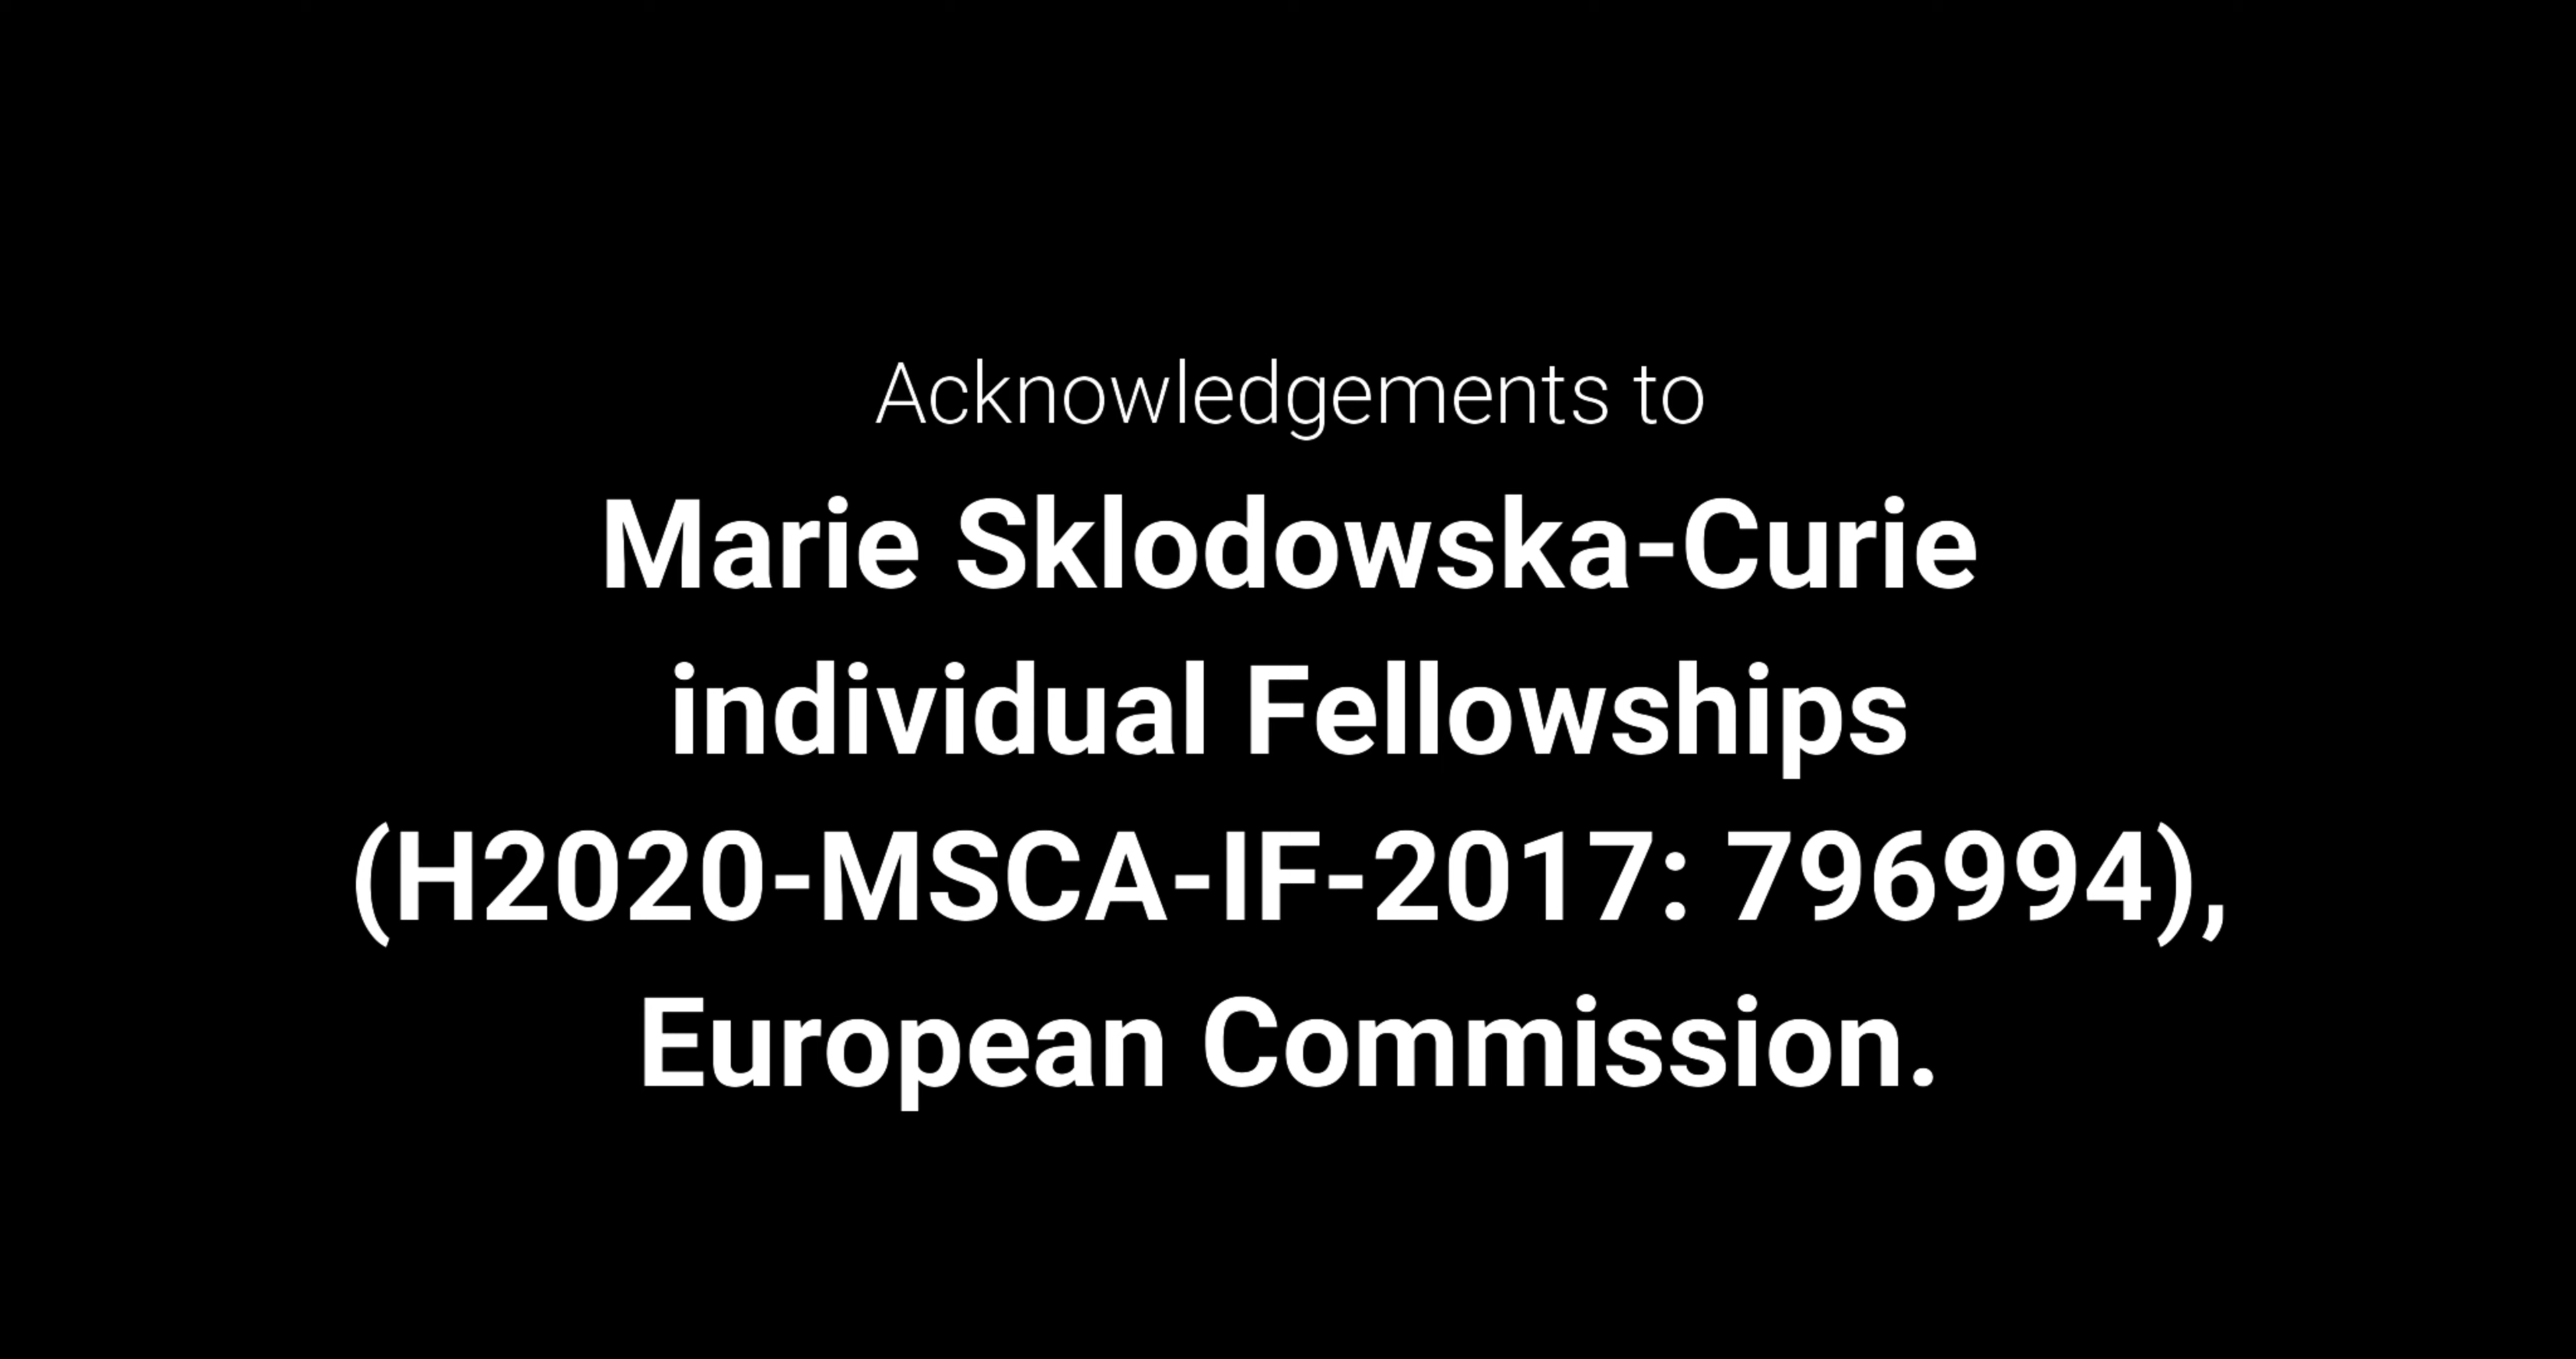 Acknowledgements to
Marie Sklodowska-Curie
individual Fellowships
(H2020-MSCA-IF-2017: 796994),
European Commission.